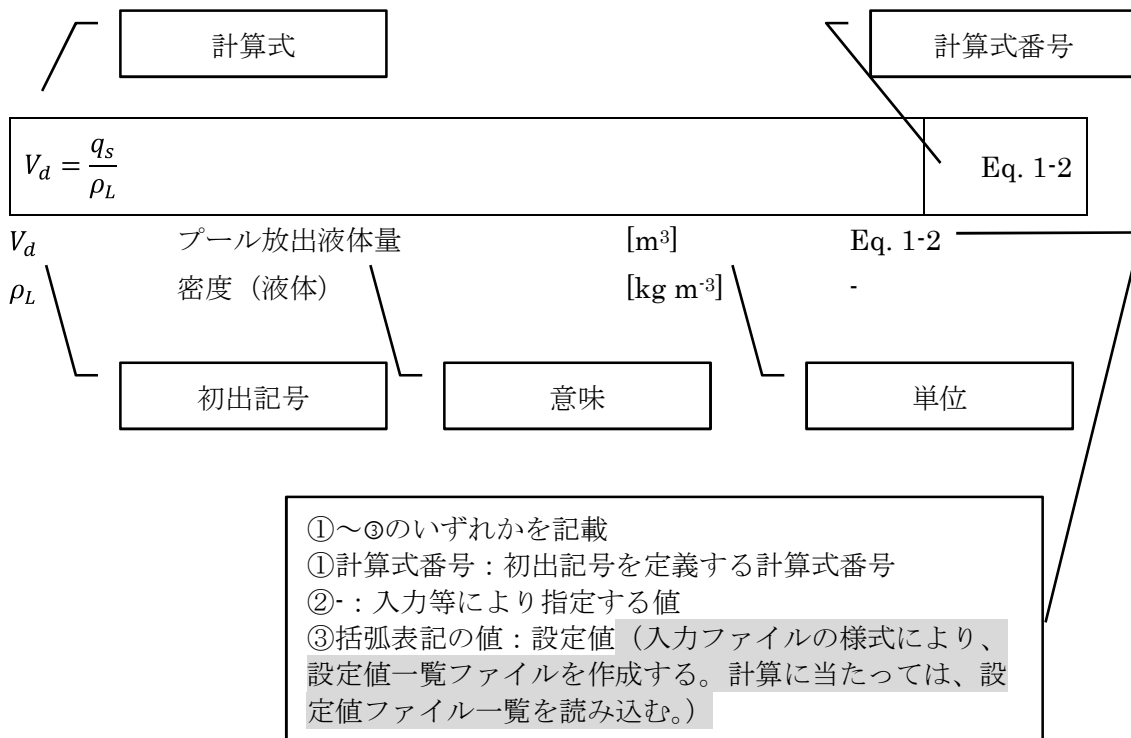 計算式 計算式番号
V_d = q_s / ρ_L Eq. 1-2
V_d プール放出液体量 [m³] Eq. 1-2
ρ_L 密度（液体） [kg m⁻³] -
初出記号 意味 単位
①～③のいずれかを記載
①計算式番号：初出記号を定義する計算式番号
②-：入力等により指定する値
③括弧表記の値：設定値（入力ファイルの様式により、
設定値一覧ファイルを作成する。計算に当たっては、設
定値ファイル一覧を読み込む。）